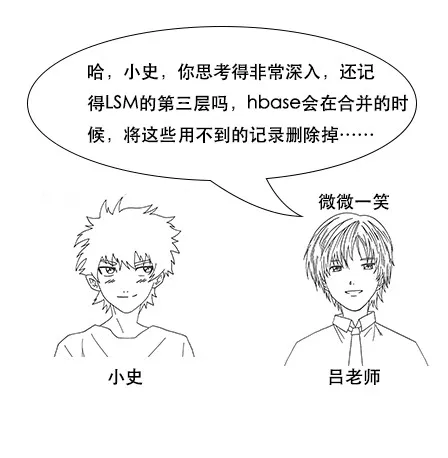 哈，小史，你思考得非常深入，还记
得LSM的第三层吗，hbase会在合并的时
候，将这些用不到的记录删除掉……
微微一笑
小史
吕老师